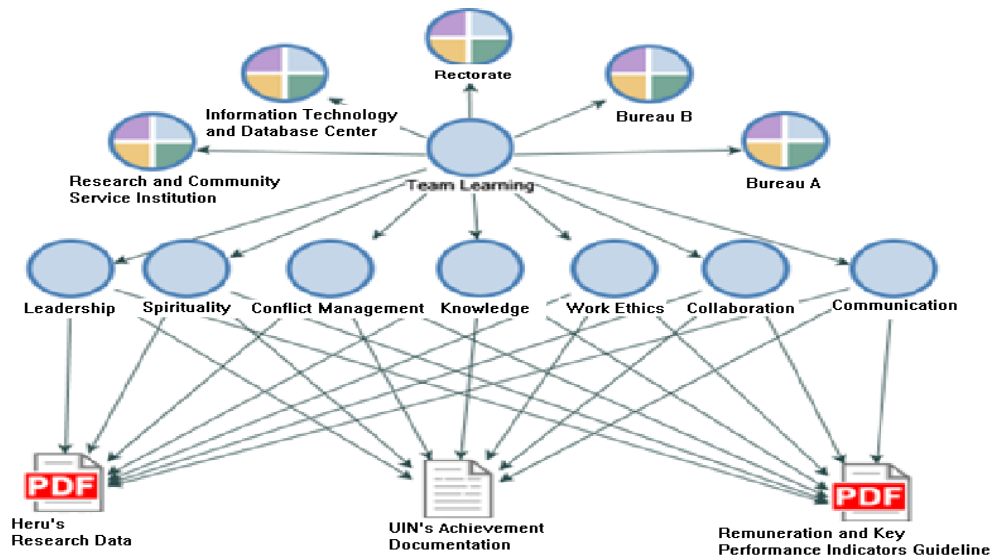 Rectorate
Information Technology
and Database Center
Bureau B
Research and Community
Service Institution
Team Learning
Bureau A
Leadership
Spirituality
Conflict Management
Knowledge
Work Ethics
Collaboration
Communication
PDF
PDF
Heru's
Research Data
UIN's Achievement
Documentation
Remuneration and Key
Performance Indicators Guideline